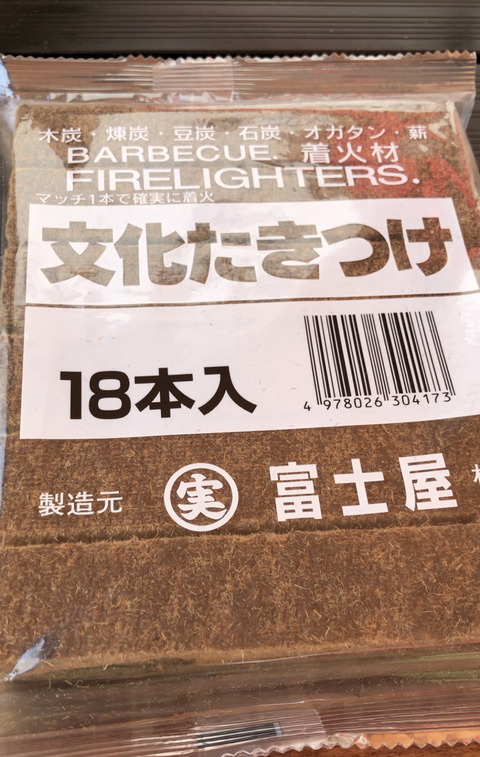 木炭・煉炭・豆炭・石炭・オガタン・薪
BARBECUE. 着火材
FIRELIGHTERS.
マッチ1本で確実に着火
文化たきつけ
18本入
4 978026 304173
製造元 実 富士屋